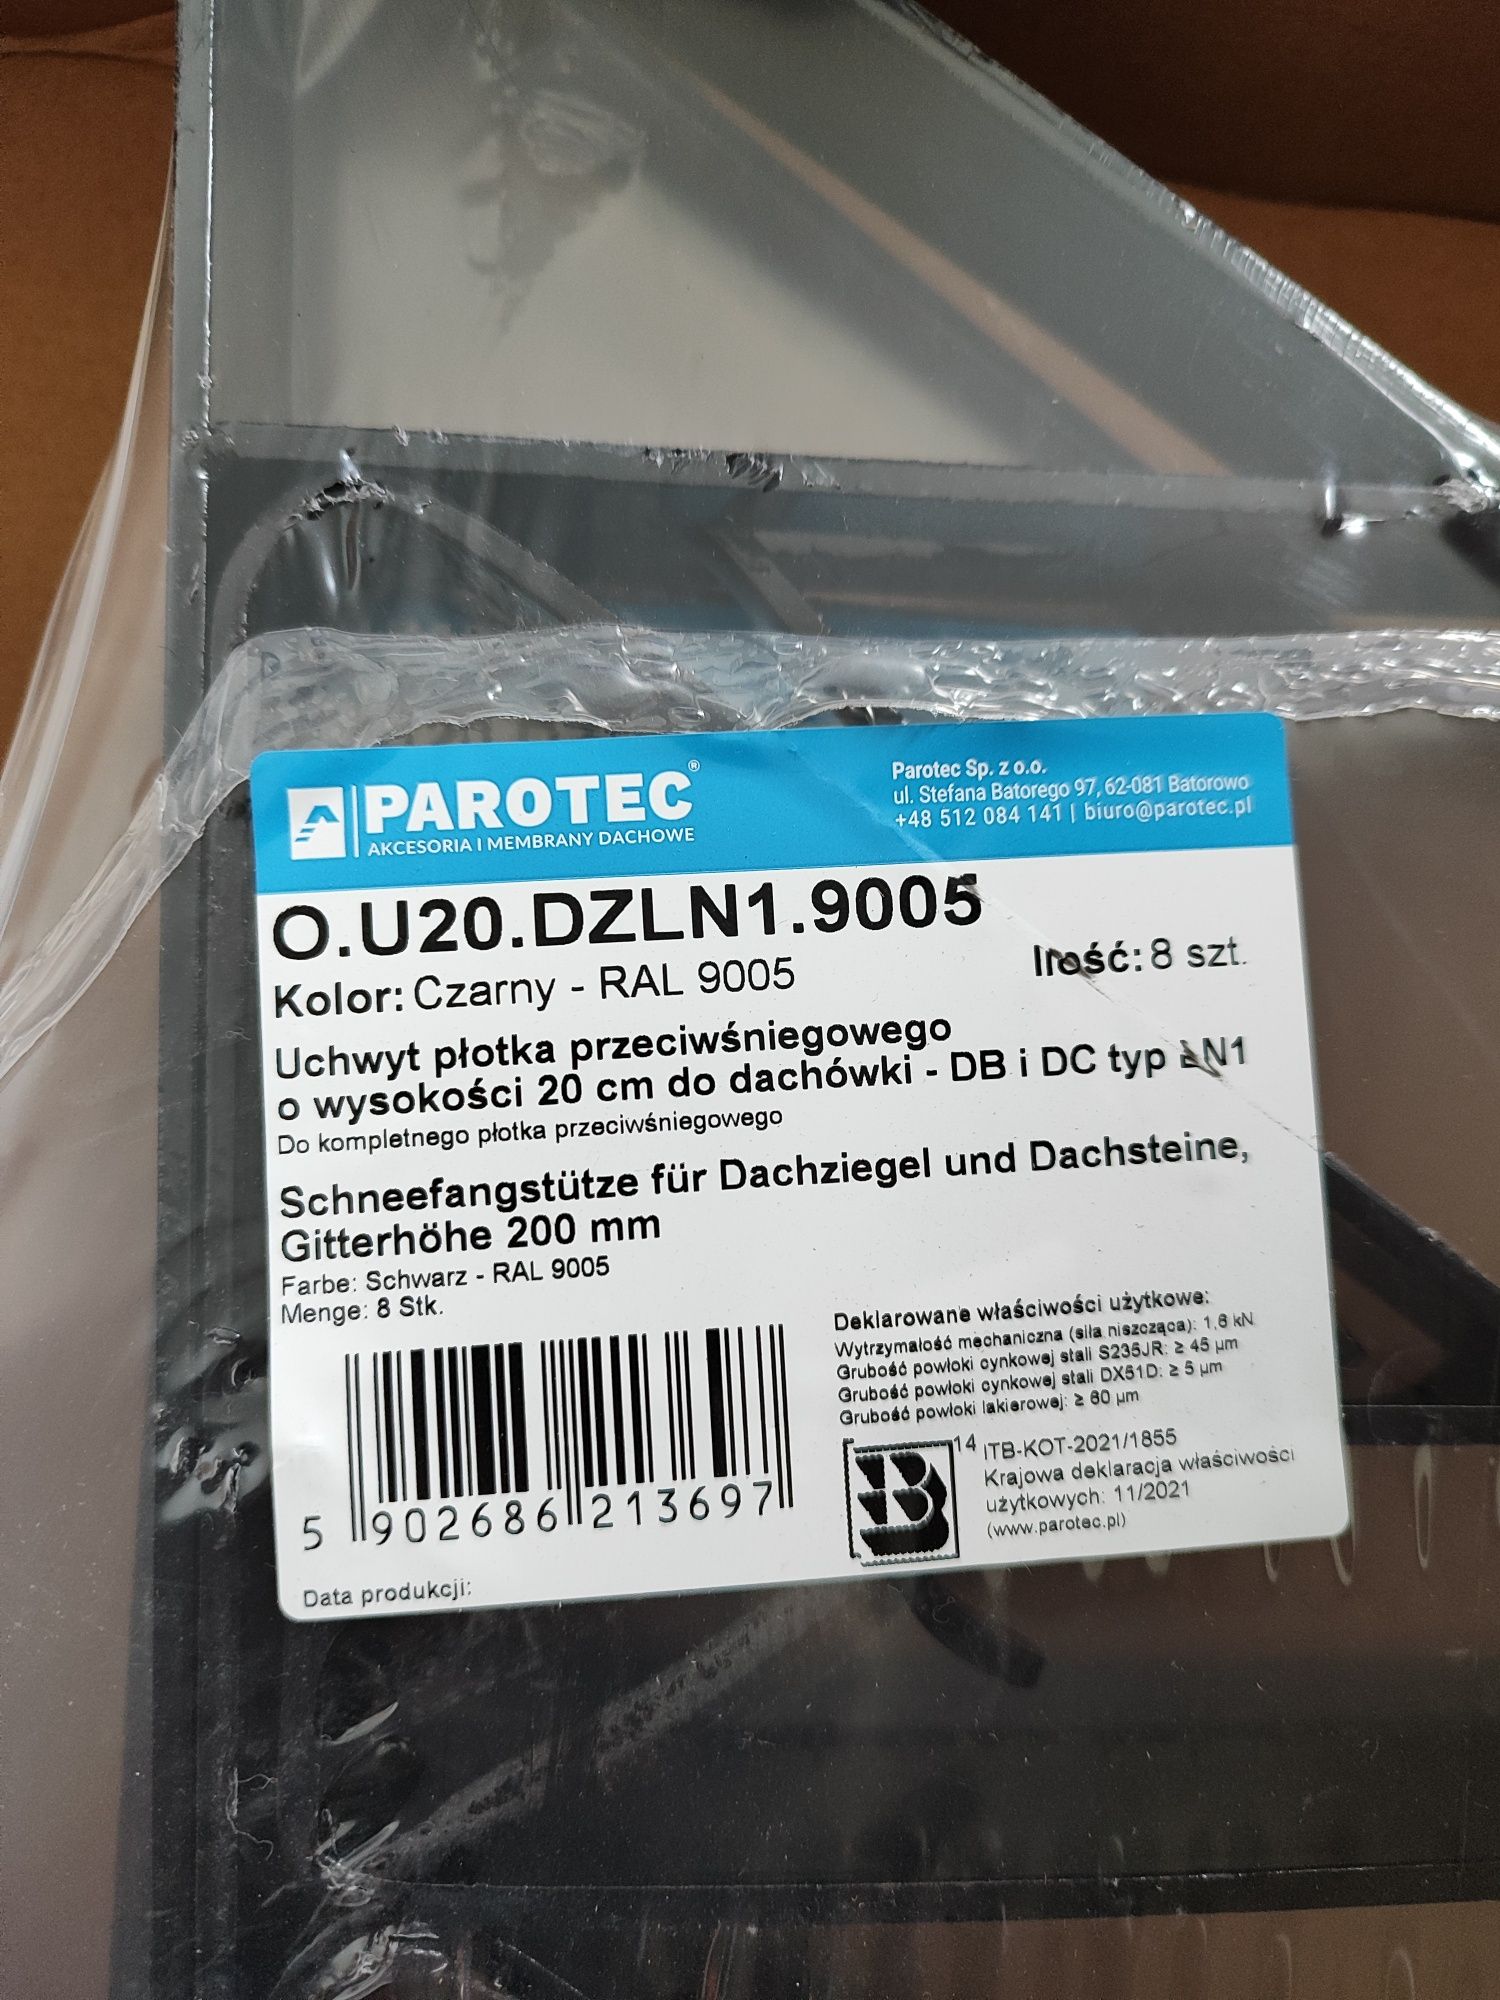 PAROTEC®
AKCESORIA I MEMBRANY DACHOWE
Parotec Sp. z o.o.
ul. Stefana Batorego 97, 62-081 Batorowo
+48 512 084 141 | biuro@parotec.pl
O.U20.DZLN1.9005
Kolor: Czarny - RAL 9005
Ilość: 8 szt.
Uchwyt płotka przeciwśniegowego
o wysokości 20 cm do dachówki - DB i DC typ LN1
Do kompletnego płotka przeciwśniegowego
Schneefangstütze für Dachziegel und Dachsteine,
Gitterhöhe 200 mm
Farbe: Schwarz - RAL 9005
Menge: 8 Stk.
Deklarowane właściwości użytkowe:
Wytrzymałość mechaniczna (siła niszcząca): 1,6 kN
Grubość powłoki cynkowej stali S235JR: ≥ 45 µm
Grubość powłoki cynkowej stali DX51D: ≥ 5 µm
Grubość powłoki lakierowej: ≥ 60 µm
14 ITB-KOT-2021/1855
Krajowa deklaracja właściwości
użytkowych: 11/2021
(www.parotec.pl)
5 902686 213697
Data produkcji: